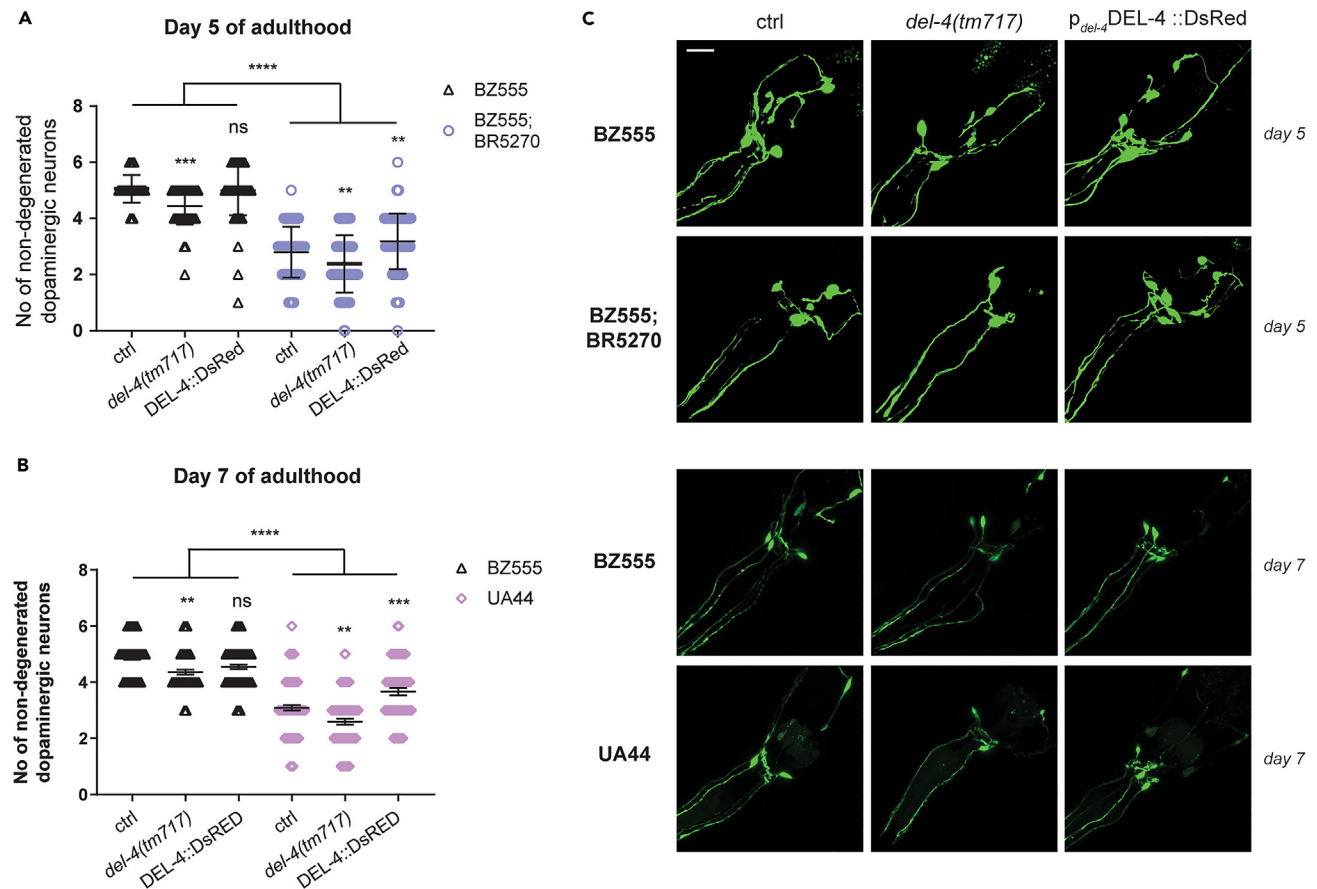 A
Day 5 of adulthood
****
8
6
4
2
0
No of non-degenerated
dopaminergic neurons
***
ns
**
**
BZ555
BZ555;
BR5270
ctrl
del-4(tm717)
DEL-4::DsRed
ctrl
del-4(tm717)
DEL-4::DsRed
B
Day 7 of adulthood
****
8
6
4
2
0
No of non-degenerated
dopaminergic neurons
**
ns
**
***
BZ555
UA44
ctrl
del-4(tm717)
DEL-4::DsRED
ctrl
del-4(tm717)
DEL-4::DsRED
C
ctrl
del-4(tm717)
pdel-4DEL-4 ::DsRed
BZ555
day 5
BZ555;
BR5270
day 5
BZ555
day 7
UA44
day 7